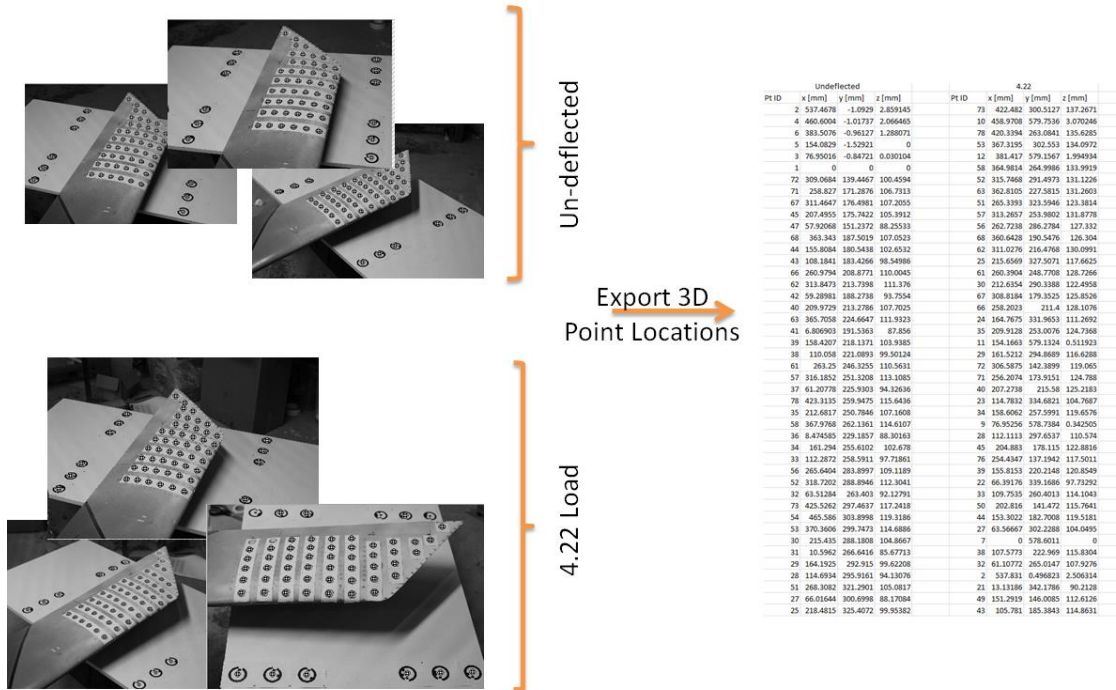 Un-deflected
4.22 Load
Export 3D
Point Locations
Undeflected 4.22
Pt ID x [mm] y [mm] z [mm] Pt ID x [mm] y [mm] z [mm]
2 537.4678 -1.0929 2.859145 73 422.482 300.5127 137.2671
4 460.6004 -1.01737 2.066465 10 458.9708 579.7536 3.070246
6 383.5076 -0.96127 1.288071 78 420.3394 263.0841 135.6285
5 154.0829 -1.52921 0 53 367.3195 302.553 134.0972
3 76.95016 -0.84721 0.030104 12 381.417 579.1567 1.994934
1 0 0 0 58 364.9814 264.9986 133.9919
72 309.0684 139.4467 100.4594 52 315.7468 291.4973 131.1226
71 258.827 171.2876 106.7313 63 362.8105 227.5815 131.2603
67 311.4647 176.4981 107.2055 51 265.3393 323.5946 123.3814
45 207.4955 175.7422 105.3912 57 313.2657 253.9802 131.8778
47 57.92068 151.2372 88.25533 56 262.7238 286.2784 127.332
68 363.343 187.5019 107.0523 68 360.6428 190.5476 126.304
44 155.8084 180.5438 102.6532 62 311.0276 216.4768 130.0991
43 108.1841 183.4266 98.54986 25 215.6569 327.5071 117.6625
66 260.9794 208.8771 110.0045 61 260.3904 248.7708 128.7266
62 313.8473 213.7398 111.376 30 212.6354 290.3388 122.4958
42 59.28981 188.2738 93.7554 67 308.8184 179.3525 125.8526
40 209.9729 213.2786 107.7025 66 258.2023 211.4 128.1076
63 365.7058 224.6647 111.9323 24 164.7675 331.9653 111.2692
41 6.806903 191.5363 87.856 35 209.9128 253.0076 124.7368
39 158.4207 218.1371 103.9385 11 154.1663 579.1324 0.511923
38 110.058 221.0893 99.50124 29 161.5212 294.8689 116.6288
61 263.25 246.3255 110.5631 72 306.5875 142.3899 119.065
57 316.1852 251.3208 113.1085 71 256.2074 173.9151 124.788
37 61.20778 225.9303 94.32636 40 207.2738 215.58 125.2183
78 423.3135 259.9475 115.6436 23 114.7832 334.6821 104.7687
35 212.6817 250.7846 107.1608 34 158.6062 257.5991 119.6576
58 367.9768 262.1361 114.6107 9 76.95256 578.7384 0.342505
36 8.474585 229.1857 88.30163 28 112.1113 297.6537 110.574
34 161.294 255.6102 102.678 45 204.883 178.115 122.8816
33 112.2872 258.5911 97.71861 76 254.4347 137.1942 117.5011
56 265.6404 283.8997 109.1189 39 155.8153 220.2148 120.8549
52 318.7202 288.8946 112.3041 22 66.39176 339.1686 97.73292
32 63.51284 263.403 92.12791 33 109.7535 260.4013 114.1043
73 425.5262 297.4637 117.2418 50 202.816 141.472 115.7641
54 465.586 303.8998 119.3186 44 153.3022 182.7008 119.5181
53 370.3606 299.7473 114.6886 27 63.56667 302.2288 104.0495
30 215.435 288.1808 104.8667 7 0 578.6011 0
31 10.5962 266.6416 85.67713 38 107.5773 222.969 115.8304
29 164.1925 292.915 99.62208 32 61.10772 265.0147 107.9276
28 114.6934 295.9161 94.13076 2 537.831 0.496823 2.506314
51 268.3082 321.2901 105.0817 21 13.13186 342.1786 90.2128
27 66.01644 300.6998 88.17084 49 151.2919 146.0085 112.6126
25 218.4815 325.4072 99.95382 43 105.781 185.3843 114.8631